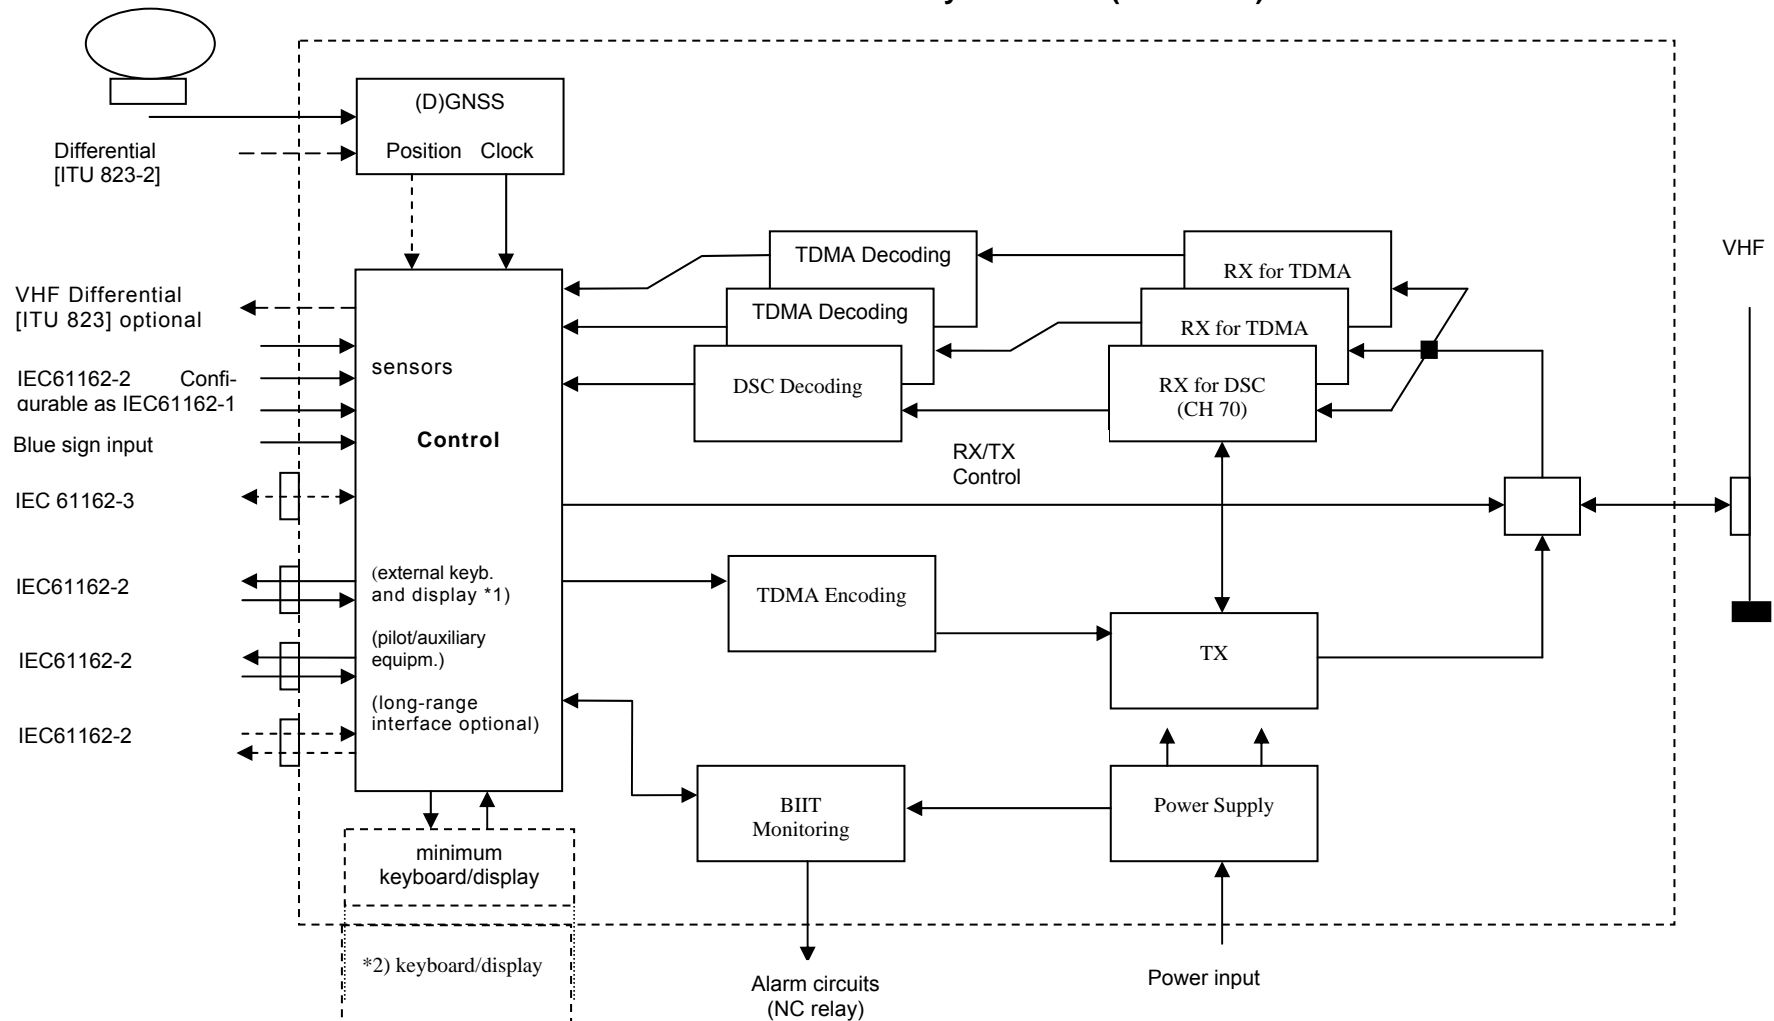 (D)GNSS
Differential
[ITU 823-2]
Position Clock
VHF
TDMA Decoding
RX for TDMA
VHF Differential
[ITU 823] optional
TDMA Decoding
RX for TDMA
sensors
IEC61162-2 Confi-
gurable as IEC61162-1
DSC Decoding
RX for DSC
(CH 70)
Control
Blue sign input
RX/TX
Control
IEC 61162-3
(external keyb.
and display *1)
IEC61162-2
TDMA Encoding
(pilot/auxiliary
equipm.)
IEC61162-2
TX
(long-range
interface optional)
IEC61162-2
BIIT
Monitoring
Power Supply
minimum
keyboard/display
*2) keyboard/display
Alarm circuits
(NC relay)
Power input